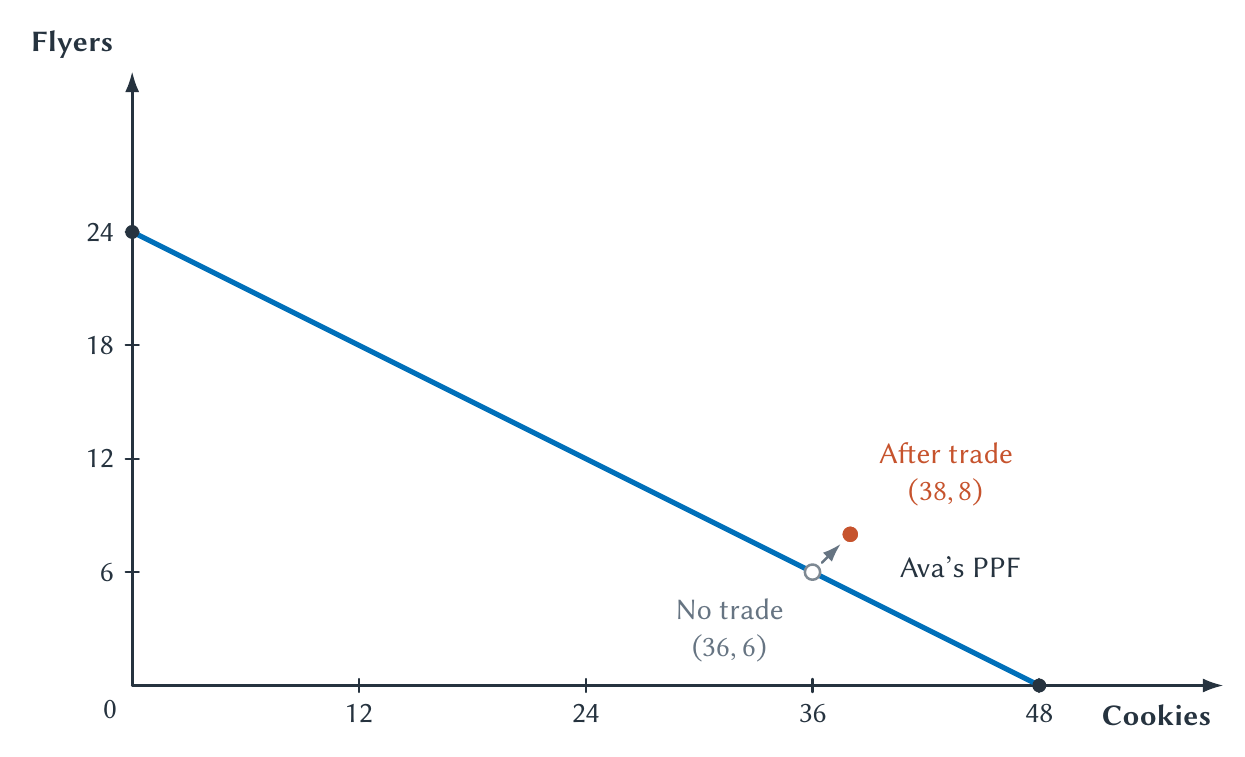 Flyers
24
18
12
After trade
(38, 8)
6
Ava's PPF
No trade
(36, 6)
0
12
24
36
48
Cookies